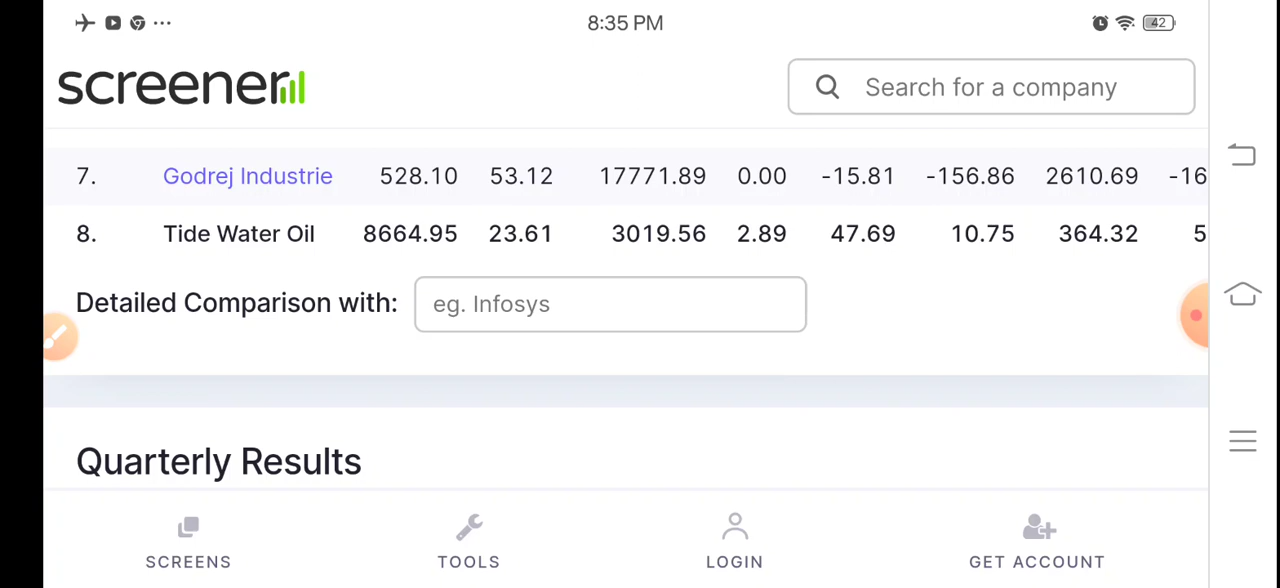 8:35 PM
42
screener
Search for a company
7. Godrej Industrie 528.10 53.12 17771.89 0.00 -15.81 -156.86 2610.69 -16
8. Tide Water Oil 8664.95 23.61 3019.56 2.89 47.69 10.75 364.32 5
Detailed Comparison with: eg. Infosys
Quarterly Results
SCREENS TOOLS LOGIN GET ACCOUNT